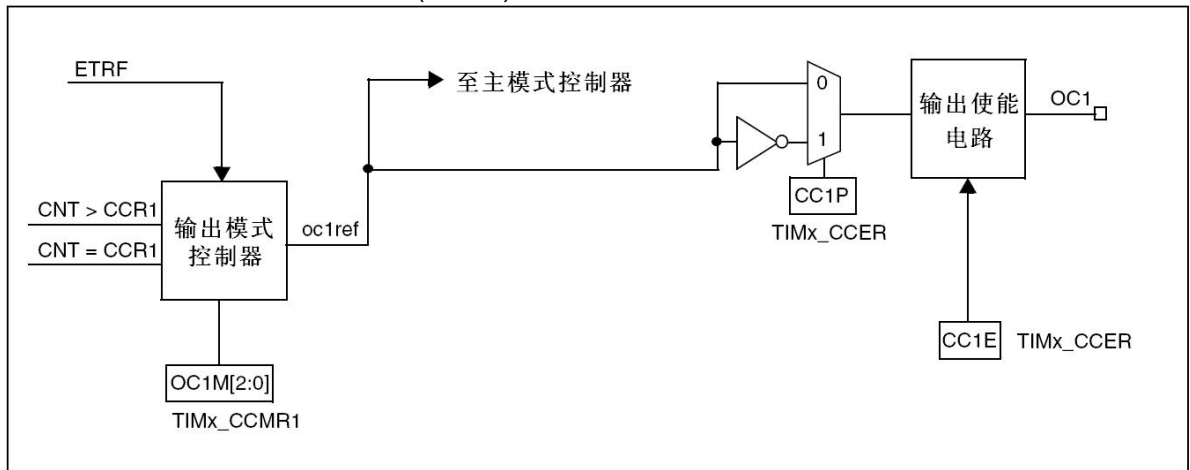 ETRF
至主模式控制器
0
1
输出使能
电路
OC1
CNT > CCR1
CNT = CCR1
输出模式
控制器
oc1ref
CC1P
TIMx_CCER
CC1E
TIMx_CCER
OC1M[2:0]
TIMx_CCMR1